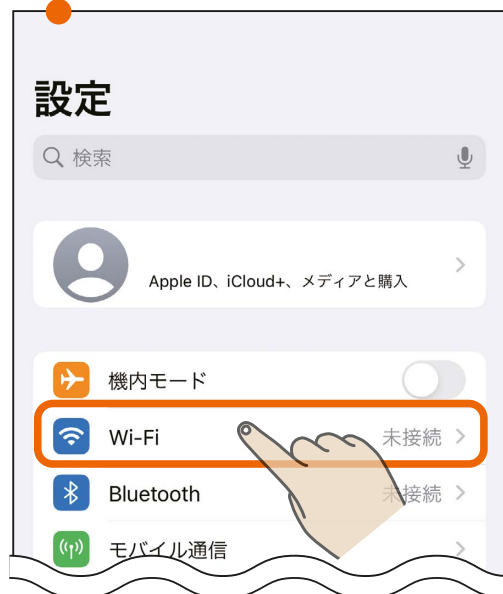 設定
検索
Apple ID、iCloud+、メディアと購入
機内モード
Wi-Fi 未接続
Bluetooth 未接続
モバイル通信